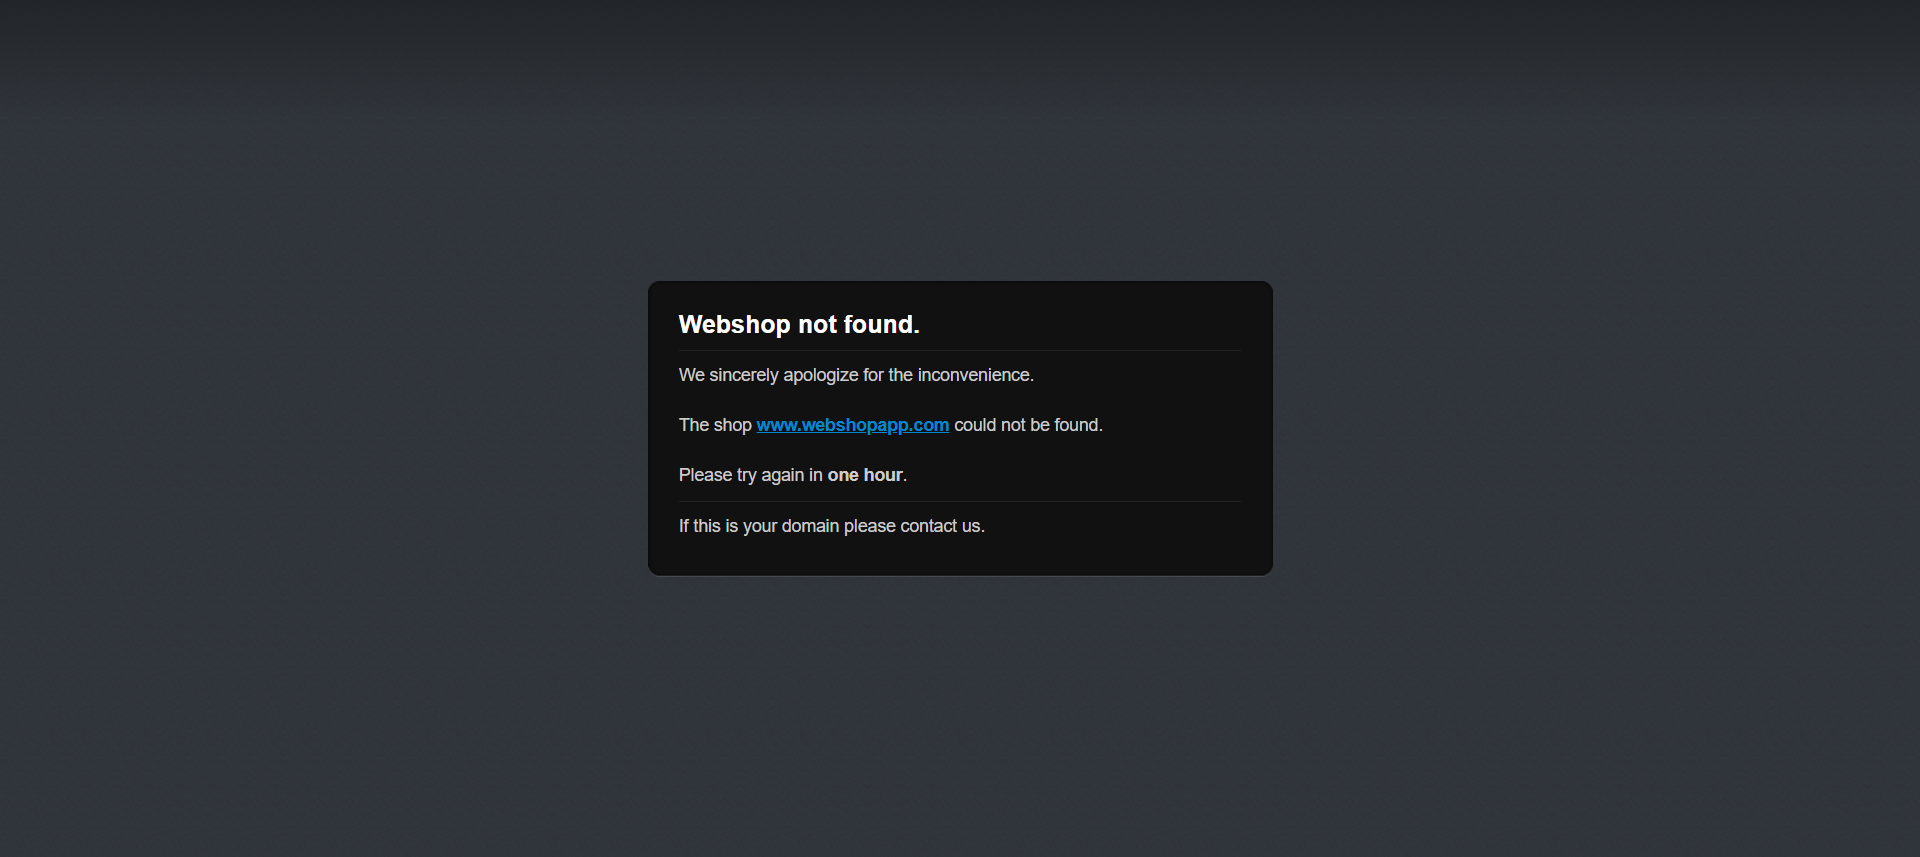 Webshop not found.
We sincerely apologize for the inconvenience.
The shop www.webshopapp.com could not be found.
Please try again in one hour.
If this is your domain please contact us.